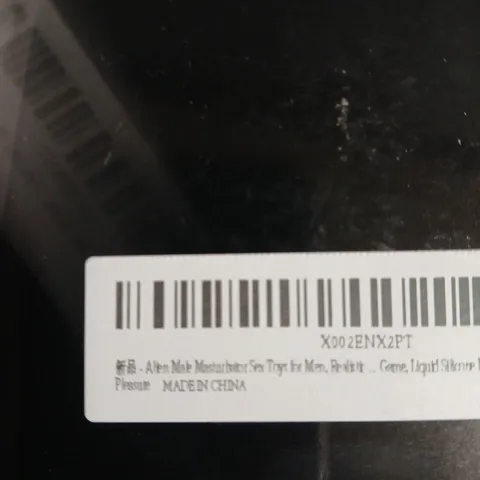 X002ENX2PT
新品 - Alien Male Masturbator Sex Toys for Men, Realistic ... Game, Liquid Silicone
Pleasure MADE IN CHINA